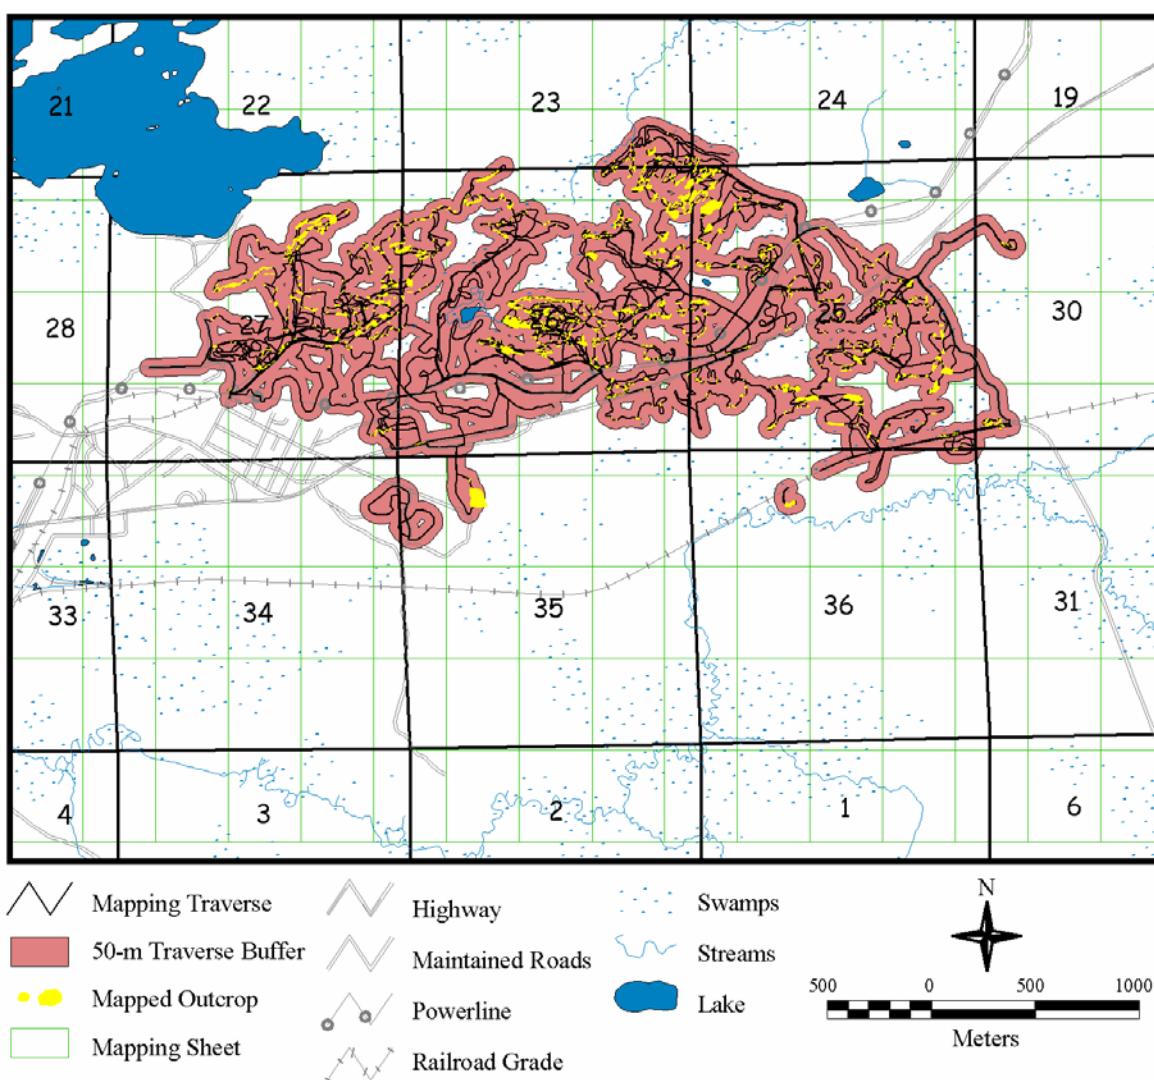 21
22
23
24
19
28
27
26
25
30
33
34
35
36
31
4
3
2
1
6
Mapping Traverse
50-m Traverse Buffer
Mapped Outcrop
Mapping Sheet
Highway
Maintained Roads
Powerline
Railroad Grade
Swamps
Streams
Lake
N
500 0 500 1000
Meters